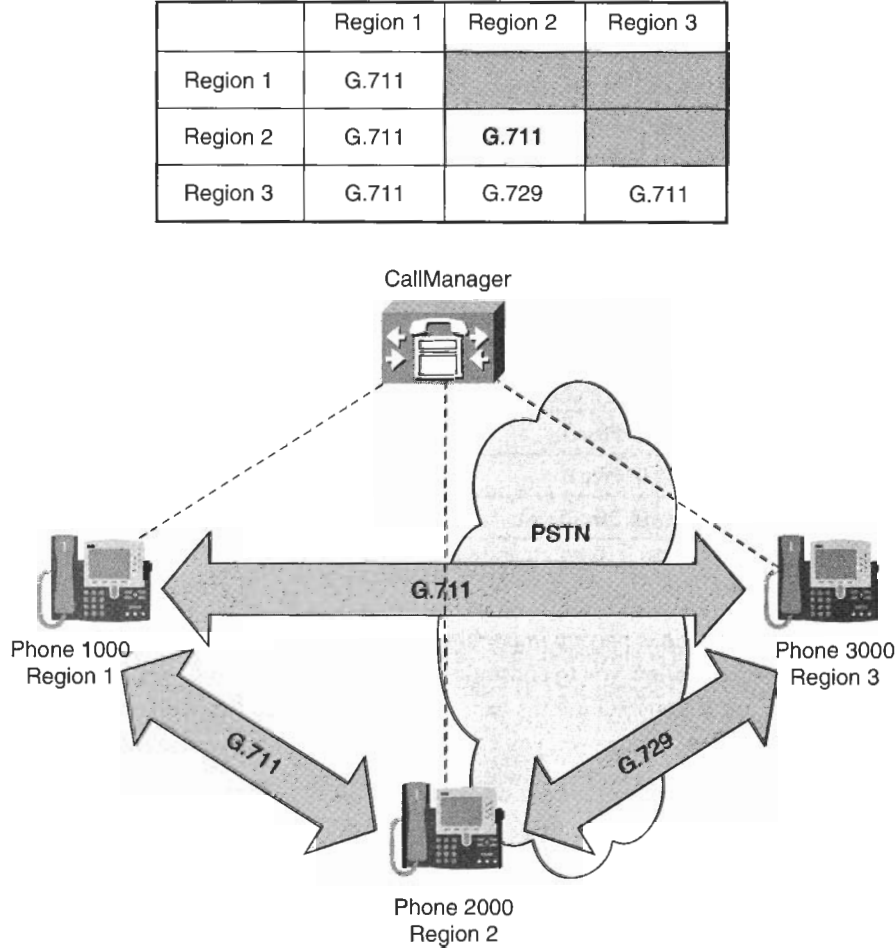 Region 1 Region 2 Region 3
Region 1 G.711
Region 2 G.711 G.711
Region 3 G.711 G.729 G.711
CallManager
PSTN
G.711
Phone 1000
Region 1
Phone 3000
Region 3
G.711
G.729
Phone 2000
Region 2